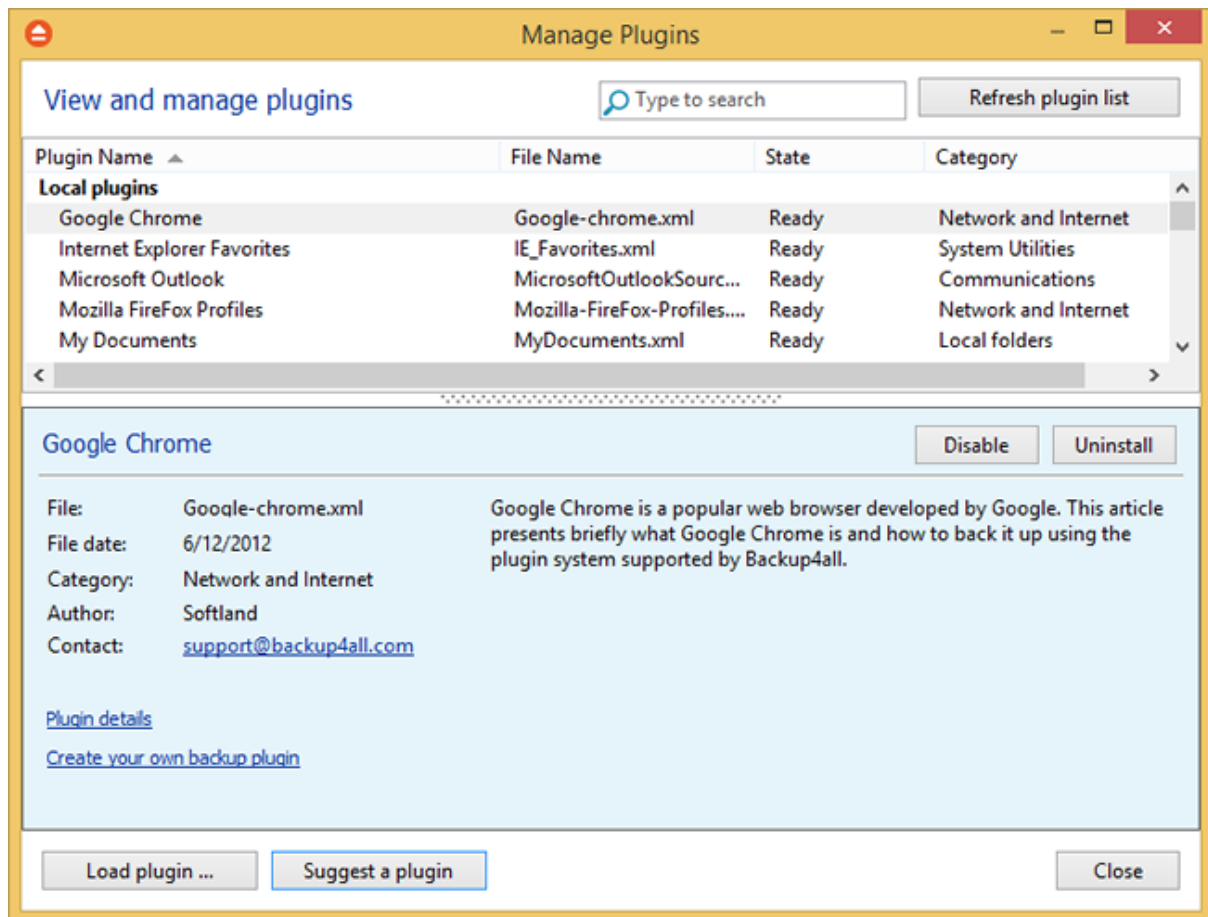 Manage Plugins
View and manage plugins
Type to search
Refresh plugin list
Plugin Name File Name State Category
Local plugins
Google Chrome Google-chrome.xml Ready Network and Internet
Internet Explorer Favorites IE_Favorites.xml Ready System Utilities
Microsoft Outlook MicrosoftOutlookSourc... Ready Communications
Mozilla FireFox Profiles Mozilla-FireFox-Profiles.... Ready Network and Internet
My Documents MyDocuments.xml Ready Local folders
Google Chrome
Disable
Uninstall
File: Google-chrome.xml
File date: 6/12/2012
Category: Network and Internet
Author: Softland
Contact: support@backup4all.com
Google Chrome is a popular web browser developed by Google. This article
presents briefly what Google Chrome is and how to back it up using the
plugin system supported by Backup4all.
Plugin details
Create your own backup plugin
Load plugin ...
Suggest a plugin
Close